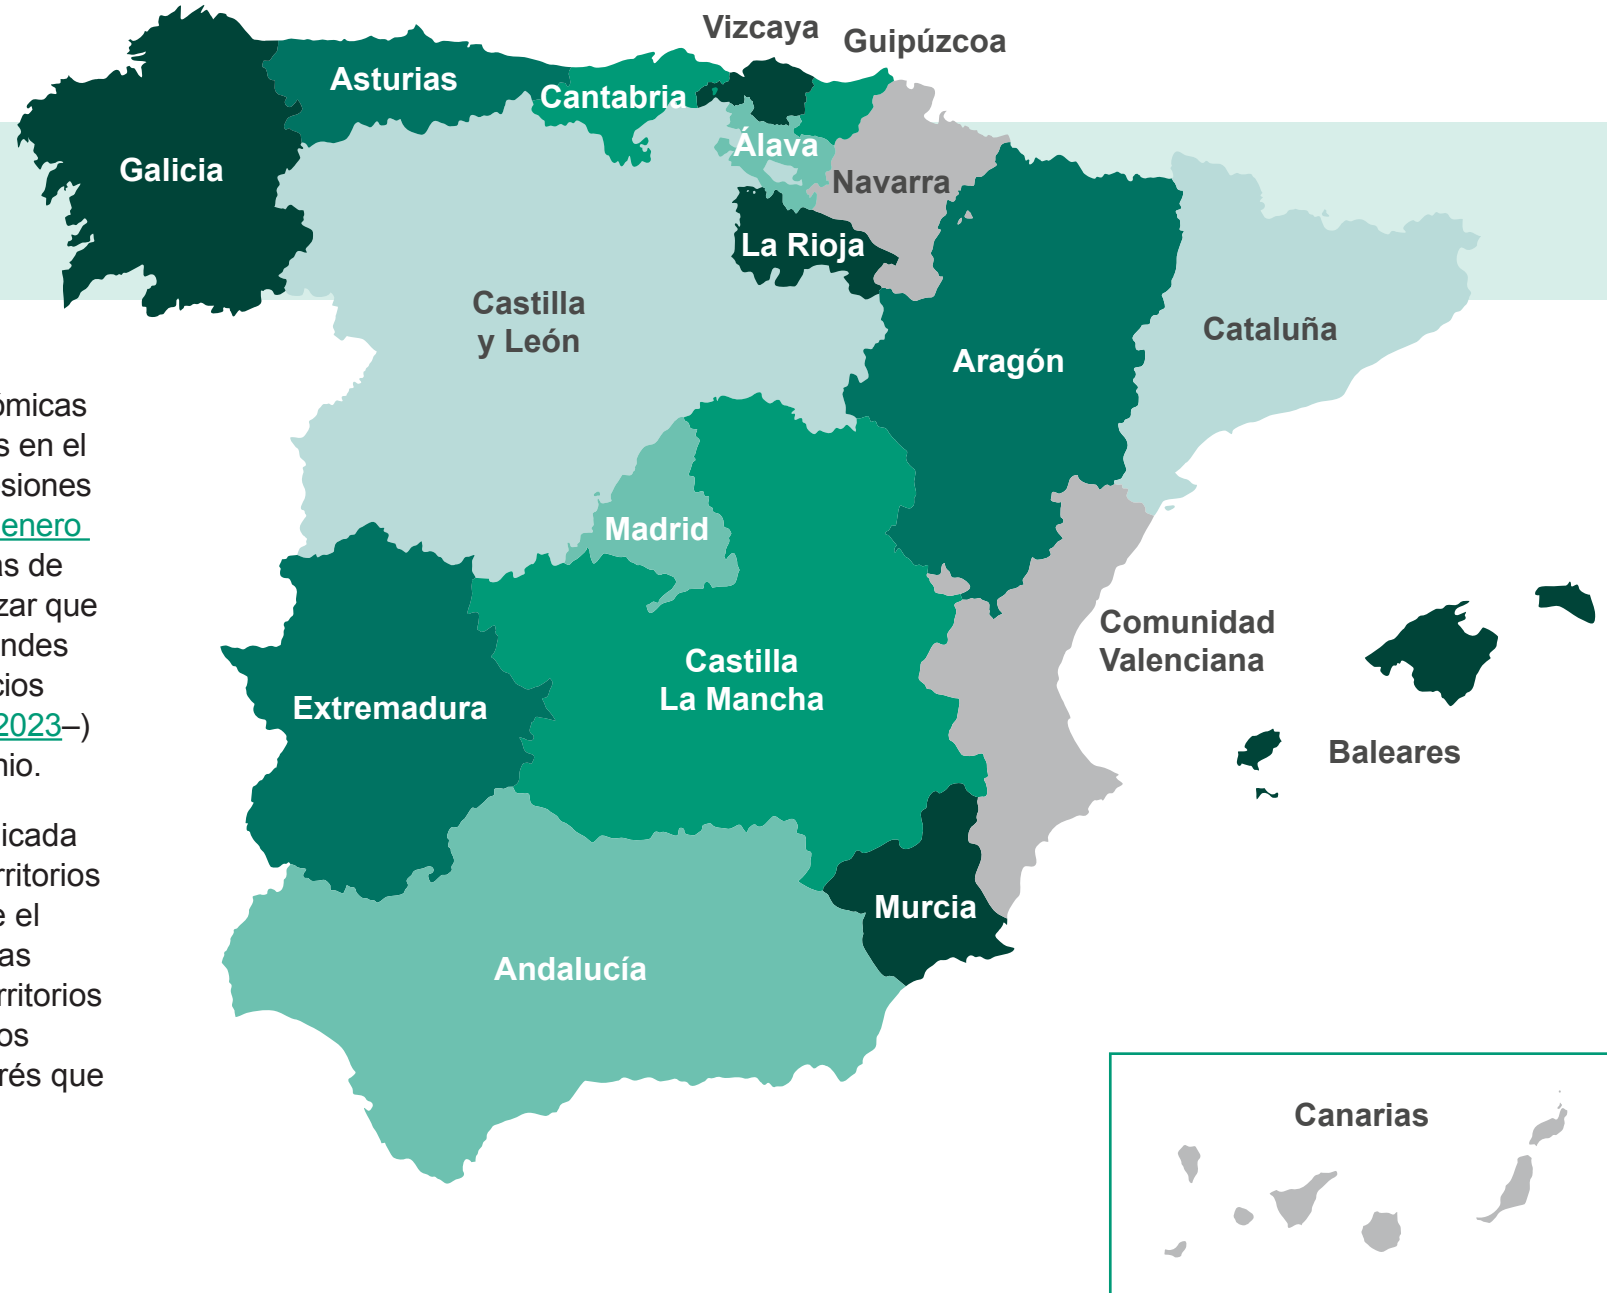 Vizcaya
Guipúzcoa
Asturias
Cantabria
Álava
Galicia
Navarra
La Rioja
Castilla
y León
Cataluña
Aragón
Madrid
Comunidad
Valenciana
Castilla
La Mancha
Extremadura
Baleares
Murcia
Andalucía
Canarias
ómicas
s en el
siones
enero
as de
zar que
ndes
cios
2023–)
nio.
icada
rritorios
e el
as
rritorios
os
rés que